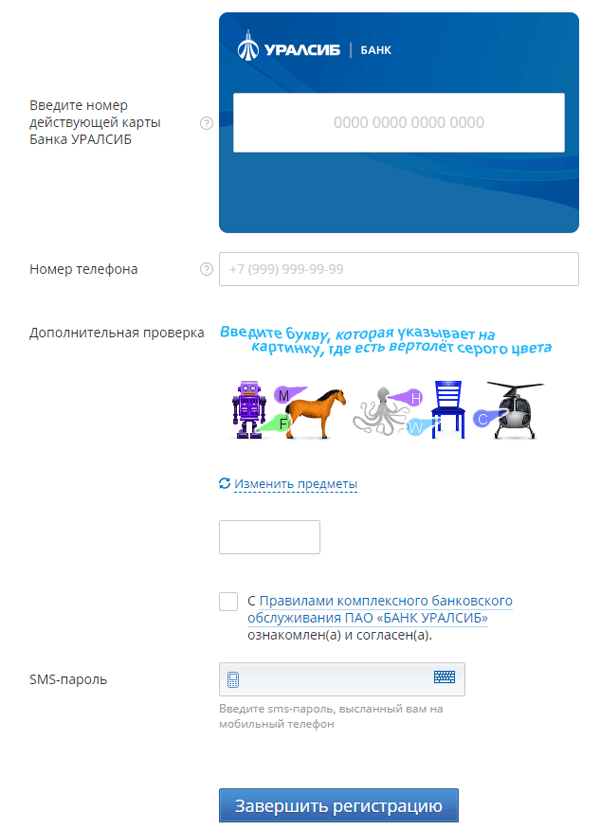 УРАЛСИБ | БАНК
Введите номер
действующей карты
Банка УРАЛСИБ
?
0000 0000 0000 0000
Номер телефона
?
+7 (999) 999-99-99
Дополнительная проверка
Введите букву, которая указывает на
картинку, где есть вертолёт серого цвета
M
F
H
W
C
Изменить предметы
С Правилами комплексного банковского
обслуживания ПАО «БАНК УРАЛСИБ»
ознакомлен(а) и согласен(а).
SMS-пароль
Введите sms-пароль, высланный вам на
мобильный телефон
Завершить регистрацию